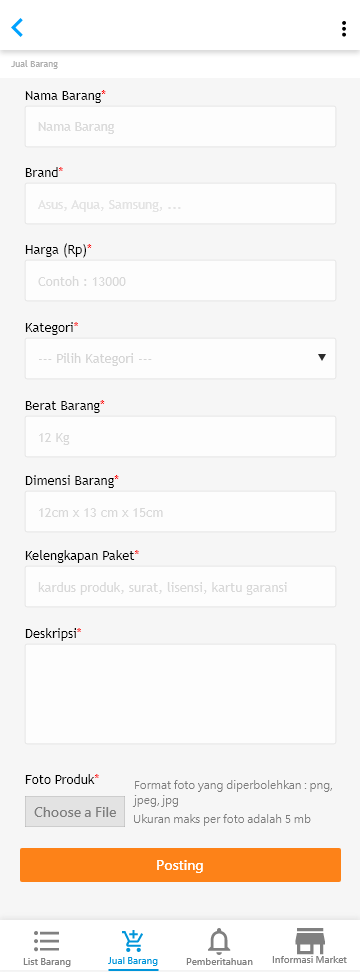 Jual Barang
Nama Barang*
Nama Barang
Brand*
Asus, Aqua, Samsung, ...
Harga (Rp)*
Contoh : 13000
Kategori*
--- Pilih Kategori ---
Berat Barang*
12 Kg
Dimensi Barang*
12cm x 13 cm x 15cm
Kelengkapan Paket*
kardus produk, surat, lisensi, kartu garansi
Deskripsi*
Foto Produk*
Choose a File
Format foto yang diperbolehkan : png,
jpeg, jpg
Ukuran maks per foto adalah 5 mb
Posting
List Barang
Jual Barang
Pemberitahuan
Informasi Market